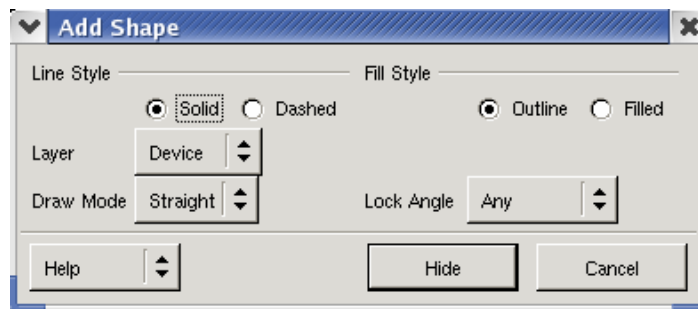 Add Shape
Line Style Fill Style
Solid Dashed Outline Filled
Layer Device
Draw Mode Straight Lock Angle Any
Help Hide Cancel